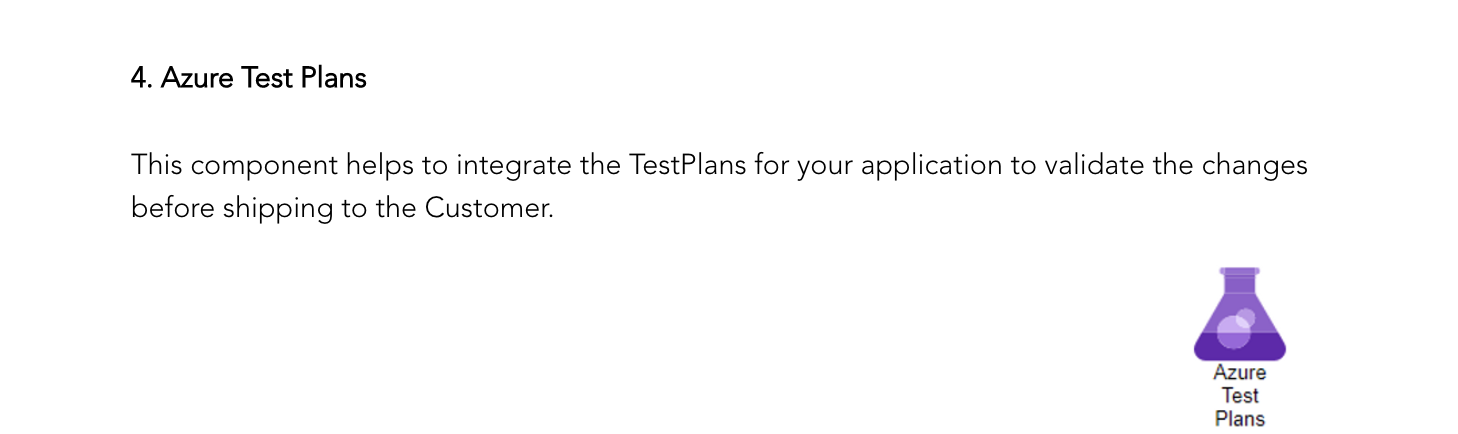 4. Azure Test Plans
This component helps to integrate the TestPlans for your application to validate the changes
before shipping to the Customer.
Azure
Test
Plans